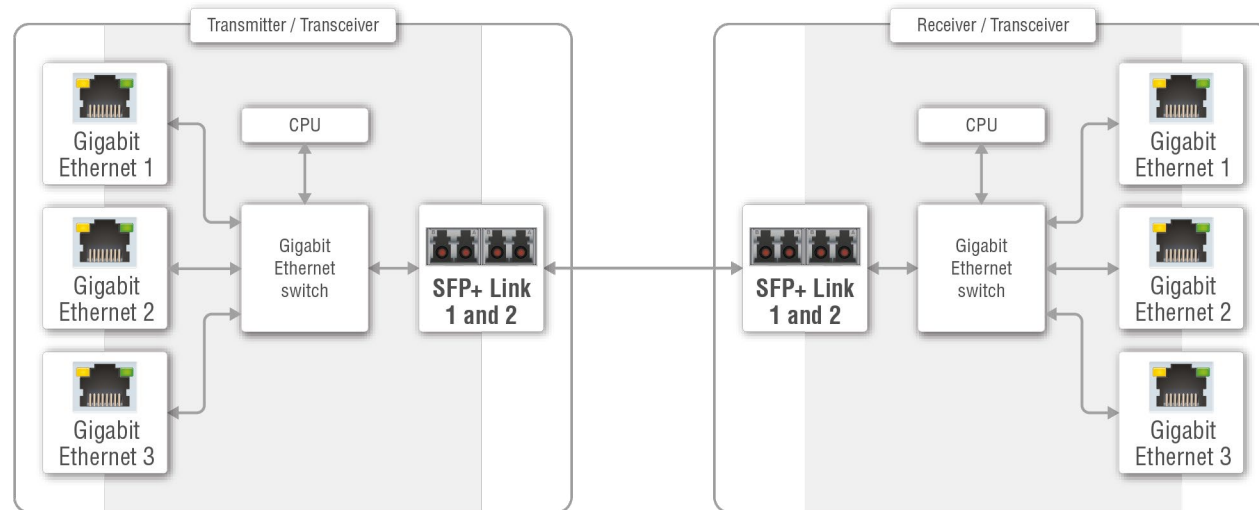 Transmitter / Transceiver
Gigabit
Ethernet 1
CPU
Gigabit
Ethernet 2
Gigabit
Ethernet
switch
SFP+ Link
1 and 2
Gigabit
Ethernet 3
Receiver / Transceiver
CPU
Gigabit
Ethernet 1
SFP+ Link
1 and 2
Gigabit
Ethernet
switch
Gigabit
Ethernet 2
Gigabit
Ethernet 3